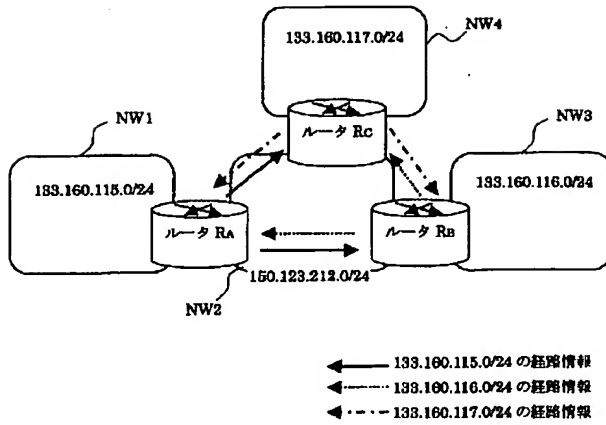 NW4
133.160.117.0/24
NW1
ルータ RC
NW3
133.160.115.0/24
133.160.116.0/24
ルータ RA
ルータ RB
150.123.212.0/24
NW2
133.160.115.0/24 の経路情報
133.160.116.0/24 の経路情報
133.160.117.0/24 の経路情報